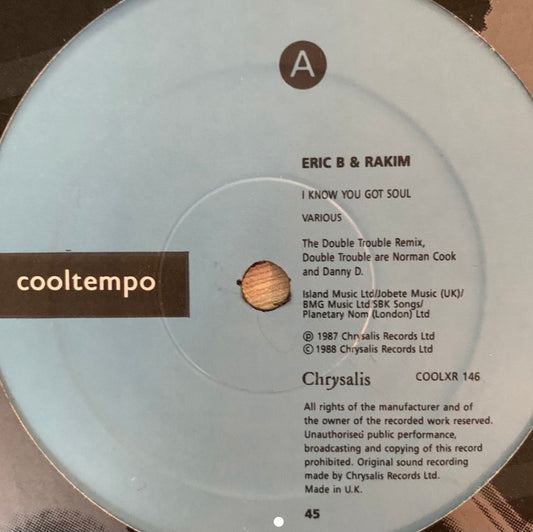 A
ERIC B & RAKIM
I KNOW YOU GOT SOUL
VARIOUS
The Double Trouble Remix,
Double Trouble are Norman Cook
and Danny D.
cooltempo
Island Music Ltd/Jobete Music (UK)/
BMG Music Ltd/SBK Songs/
Planetary Nom (London) Ltd
℗ 1987 Chrysalis Records Ltd
© 1988 Chrysalis Records Ltd
Chrysalis COOLXR 146
All rights of the manufacturer and of
the owner of the recorded work reserved.
Unauthorised public performance,
broadcasting and copying of this record
prohibited. Original sound recording
made by Chrysalis Records Ltd.
Made in U.K.
45